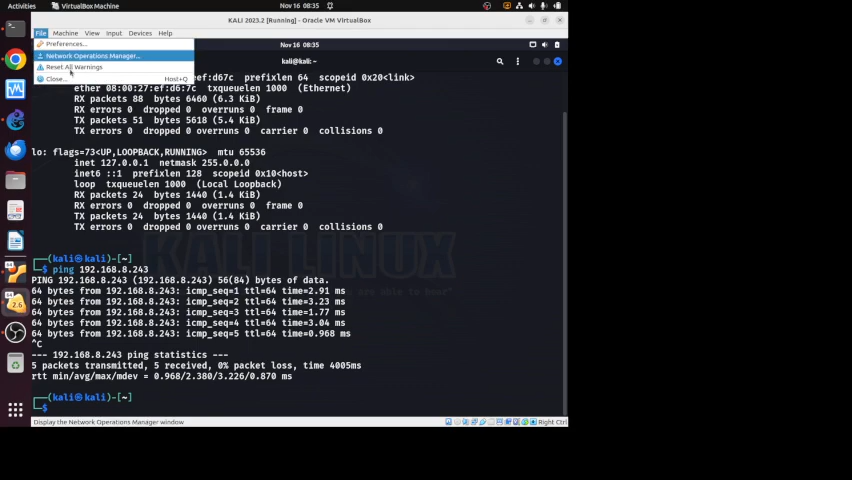 Activities
VirtualBox Machine
Nov 16 08:35
KALI 2023.2 [Running] - Oracle VM VirtualBox
File Machine View Input Devices Help
Preferences...
Network Operations Manager...
Reset All Warnings
Close... Host+Q
Nov 16 08:35
kali@kali: ~
:ef:d67c prefixlen 64 scopeid 0x20<link>
ether 08:00:27:ef:d6:7c txqueuelen 1000 (Ethernet)
RX packets 88 bytes 6460 (6.3 KiB)
RX errors 0 dropped 0 overruns 0 frame 0
TX packets 51 bytes 5618 (5.4 KiB)
TX errors 0 dropped 0 overruns 0 carrier 0 collisions 0
lo: flags=73<UP,LOOPBACK,RUNNING> mtu 65536
inet 127.0.0.1 netmask 255.0.0.0
inet6 ::1 prefixlen 128 scopeid 0x10<host>
loop txqueuelen 1000 (Local Loopback)
RX packets 24 bytes 1440 (1.4 KiB)
RX errors 0 dropped 0 overruns 0 frame 0
TX packets 24 bytes 1440 (1.4 KiB)
TX errors 0 dropped 0 overruns 0 carrier 0 collisions 0
KALI LINUX
┌──(kali㉿kali)-[~]
└─$ ping 192.168.8.243
PING 192.168.8.243 (192.168.8.243) 56(84) bytes of data.
64 bytes from 192.168.8.243: icmp_seq=1 ttl=64 time=2.91 ms
64 bytes from 192.168.8.243: icmp_seq=2 ttl=64 time=3.23 ms
64 bytes from 192.168.8.243: icmp_seq=3 ttl=64 time=1.77 ms
64 bytes from 192.168.8.243: icmp_seq=4 ttl=64 time=3.04 ms
64 bytes from 192.168.8.243: icmp_seq=5 ttl=64 time=0.968 ms
^C
--- 192.168.8.243 ping statistics ---
5 packets transmitted, 5 received, 0% packet loss, time 4005ms
rtt min/avg/max/mdev = 0.968/2.380/3.226/0.870 ms
┌──(kali㉿kali)-[~]
└─$
Display the Network Operations Manager window
Right Ctrl